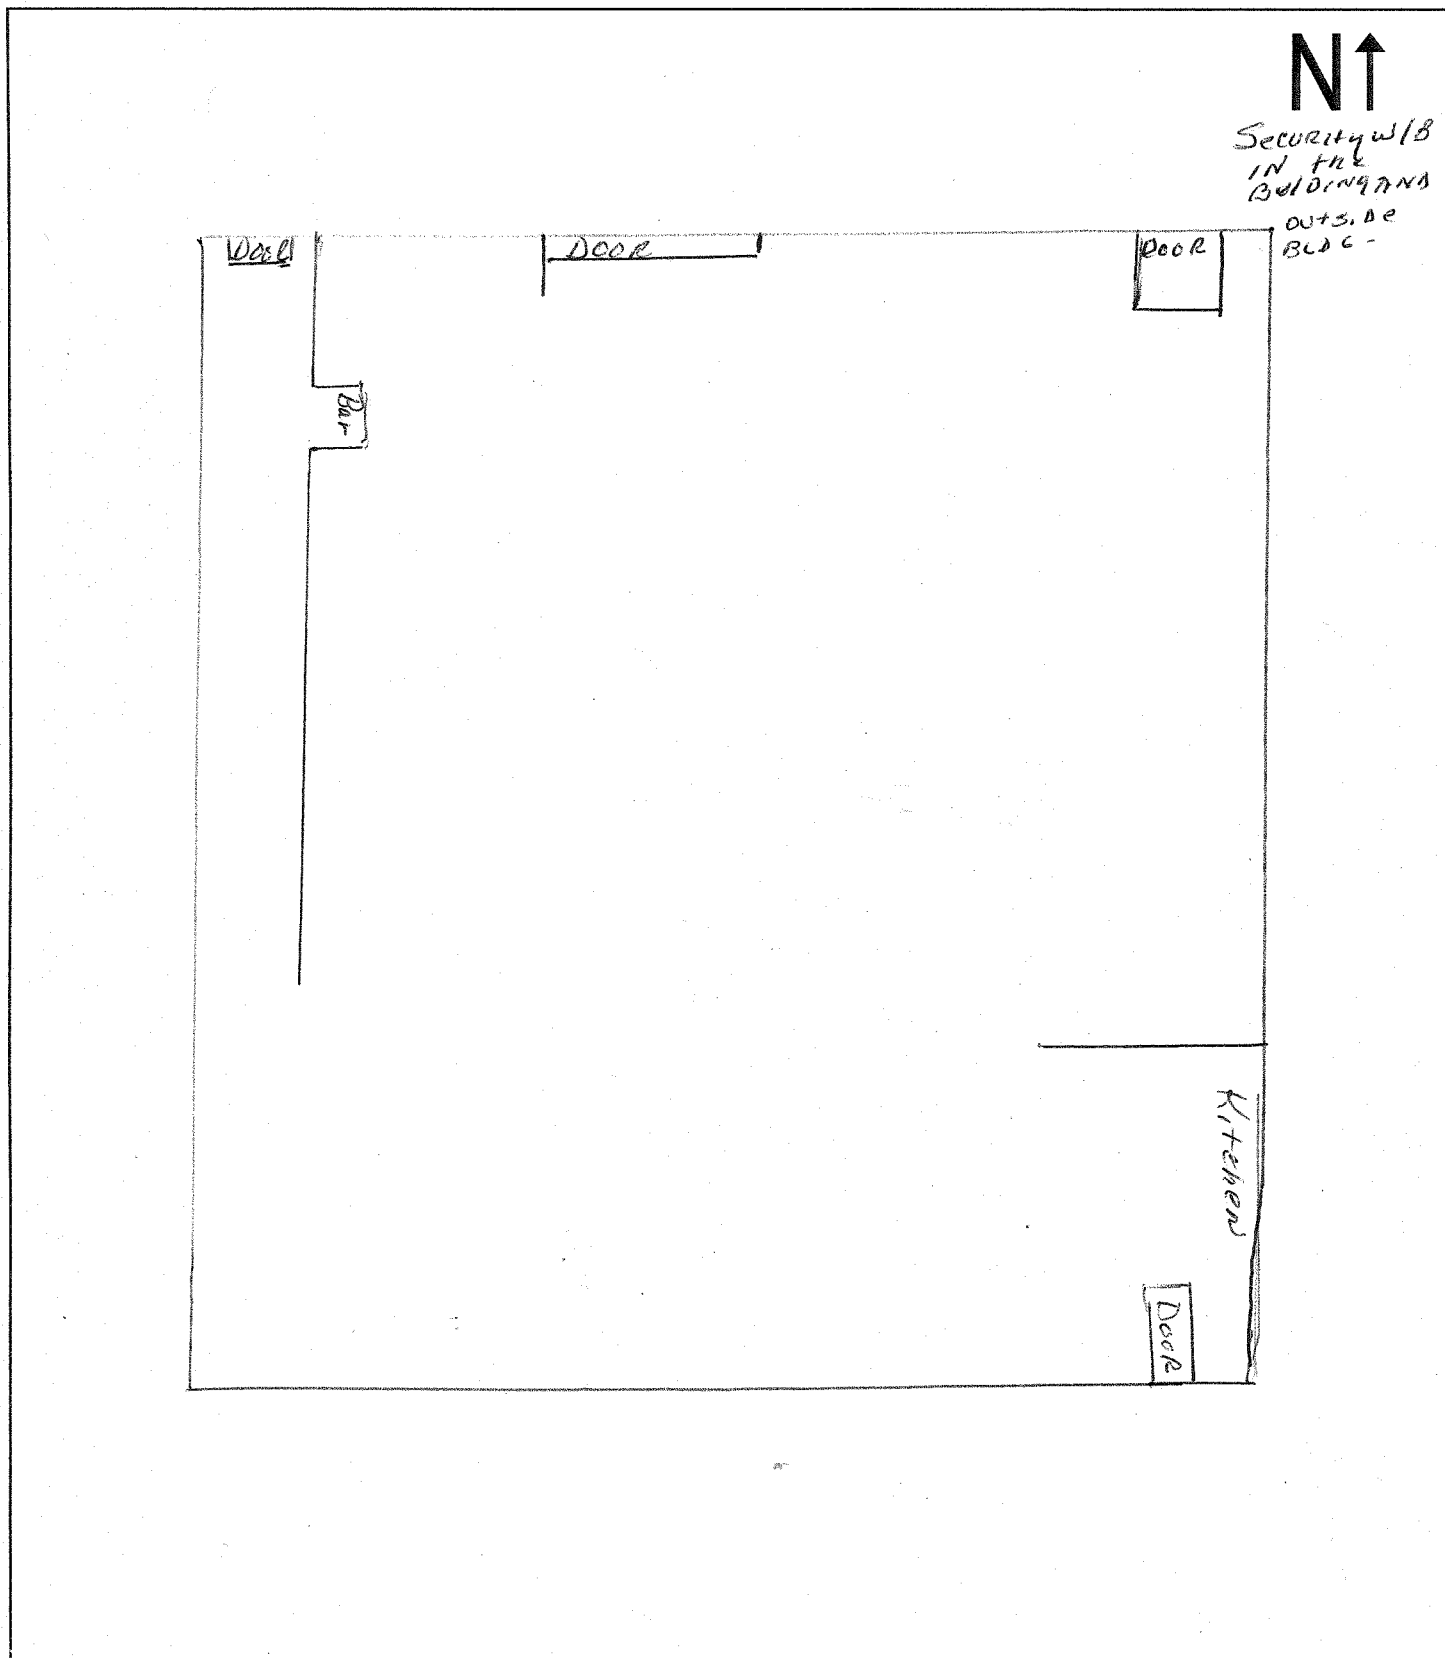 N↑
Security W/B
IN the
BuilDING AND
OUtSiDe
BLDG -
DOOR
DOOR
DOOR
Bar
Kitchen
DOOR